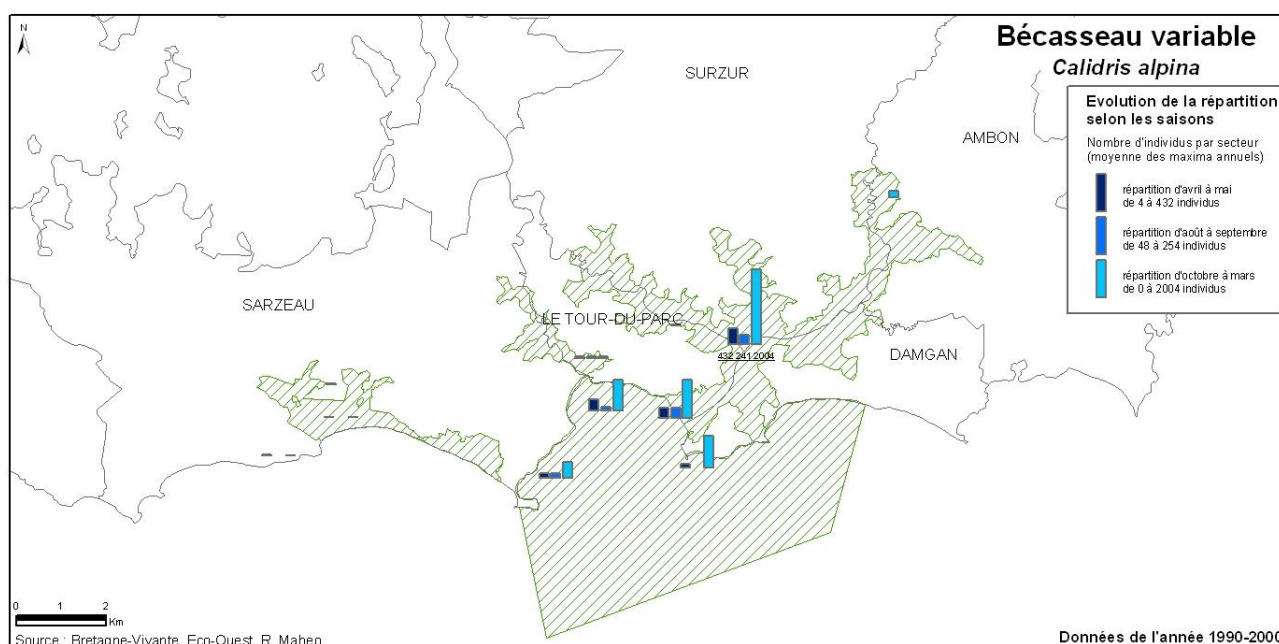 N
Bécasseau variable
Calidris alpina
SURZUR
Evolution de la répartition
selon les saisons
AMBON
Nombre d'individus par secteur
(moyenne des maxima annuels)
répartition d'avril à mai
de 4 à 432 individus
répartition d'août à septembre
de 48 à 254 individus
répartition d'octobre à mars
de 0 à 2004 individus
SARZEAU
LE TOUR-DU-PARC
DAMGAN
432 241 2004
0 1 2
Km
Source : Bretagne-Vivante, Eco-Ouest, R. Maheo
Données de l'année 1990-2000